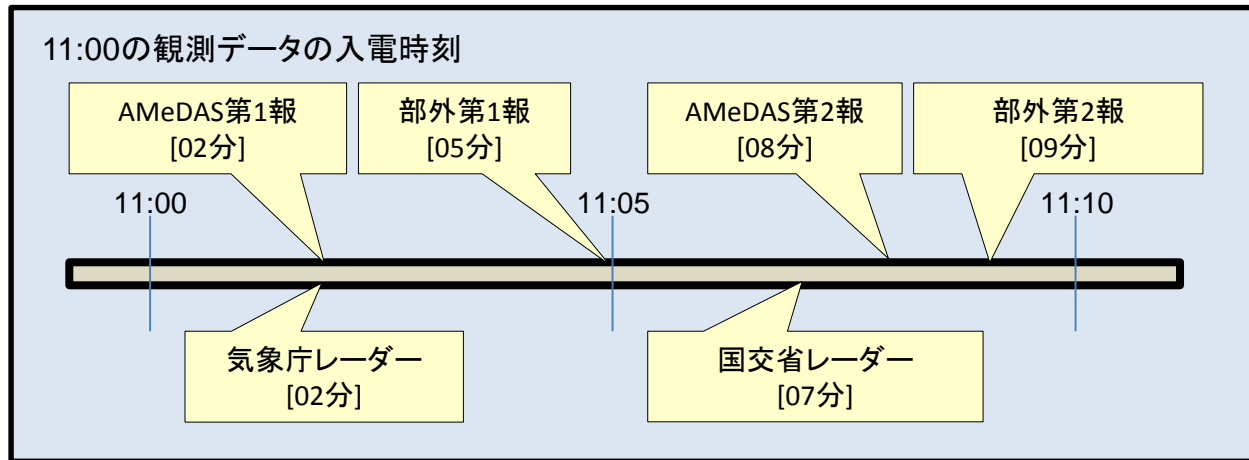 11:00の観測データの入電時刻
AMeDAS第1報
[02分]
部外第1報
[05分]
AMeDAS第2報
[08分]
部外第2報
[09分]
11:00
11:05
11:10
気象庁レーダー
[02分]
国交省レーダー
[07分]